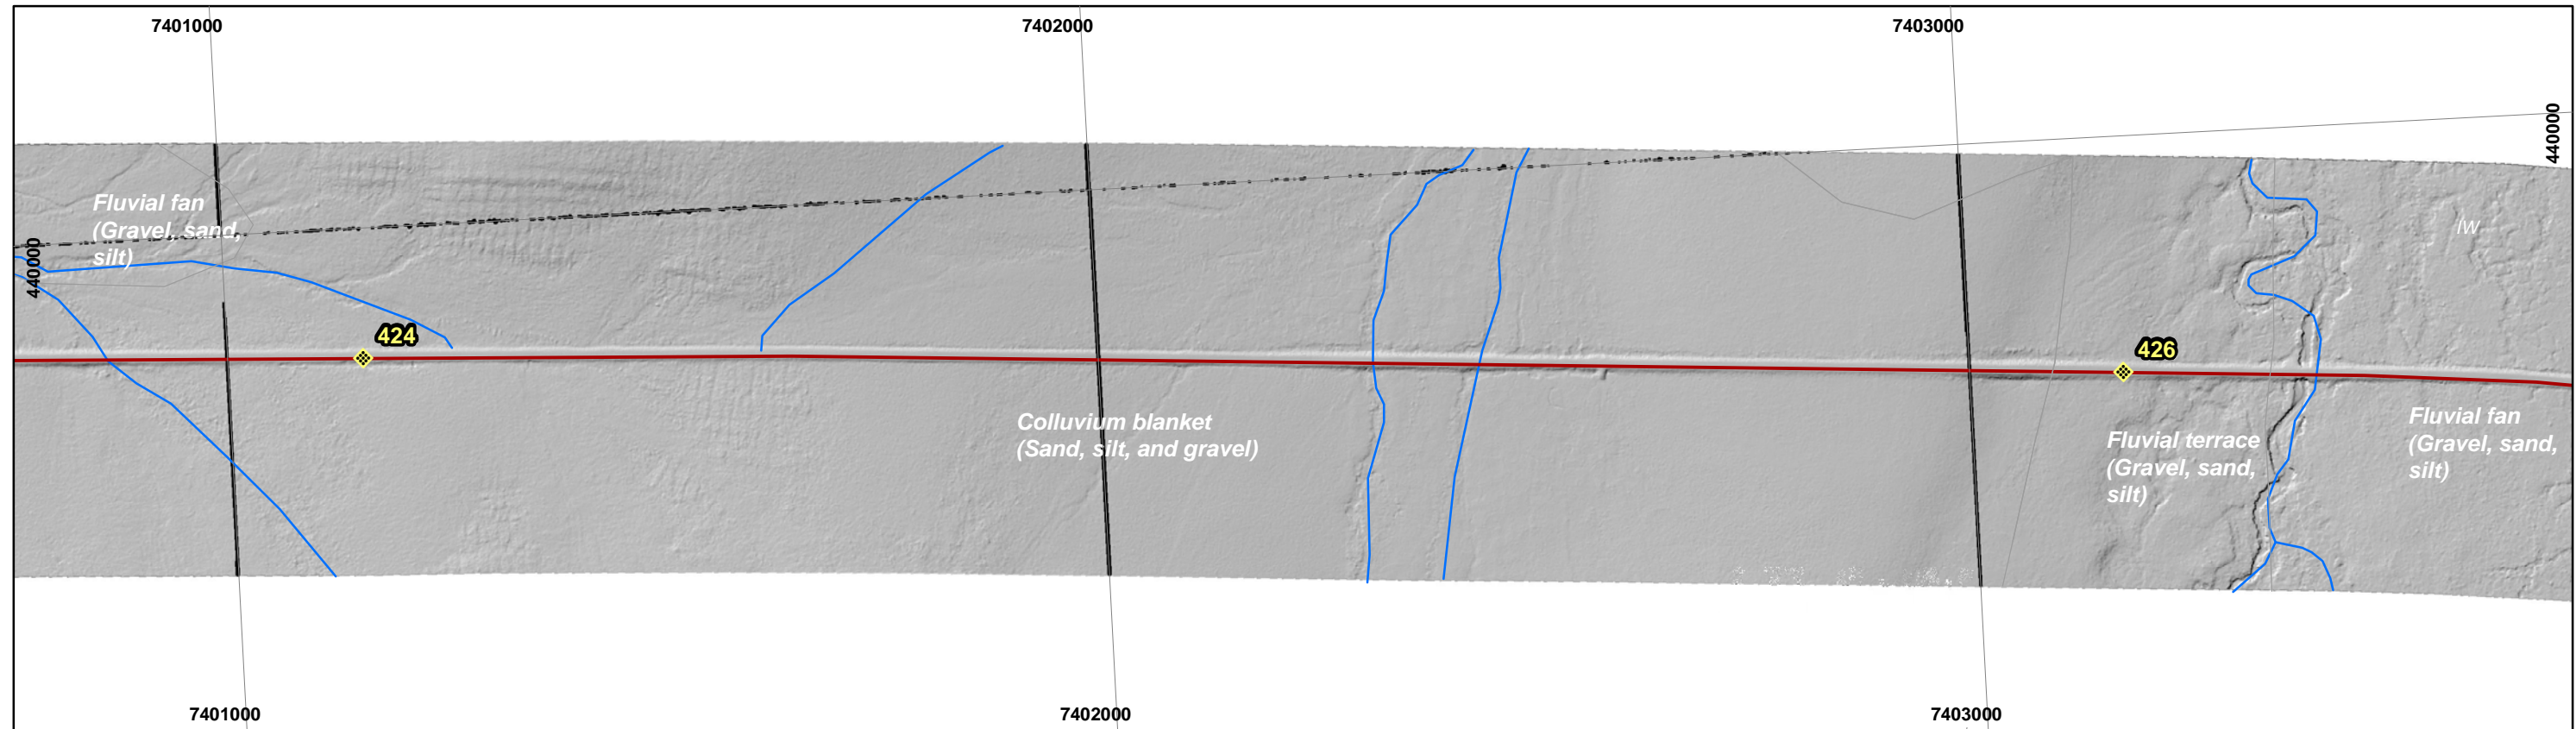 7401000
7402000
7403000
440000
Fluvial fan
(Gravel, sand,
silt)
440000
IW
424
426
Colluvium blanket
(Sand, silt, and gravel)
Fluvial terrace
(Gravel, sand,
silt)
Fluvial fan
(Gravel, sand,
silt)
7401000
7402000
7403000